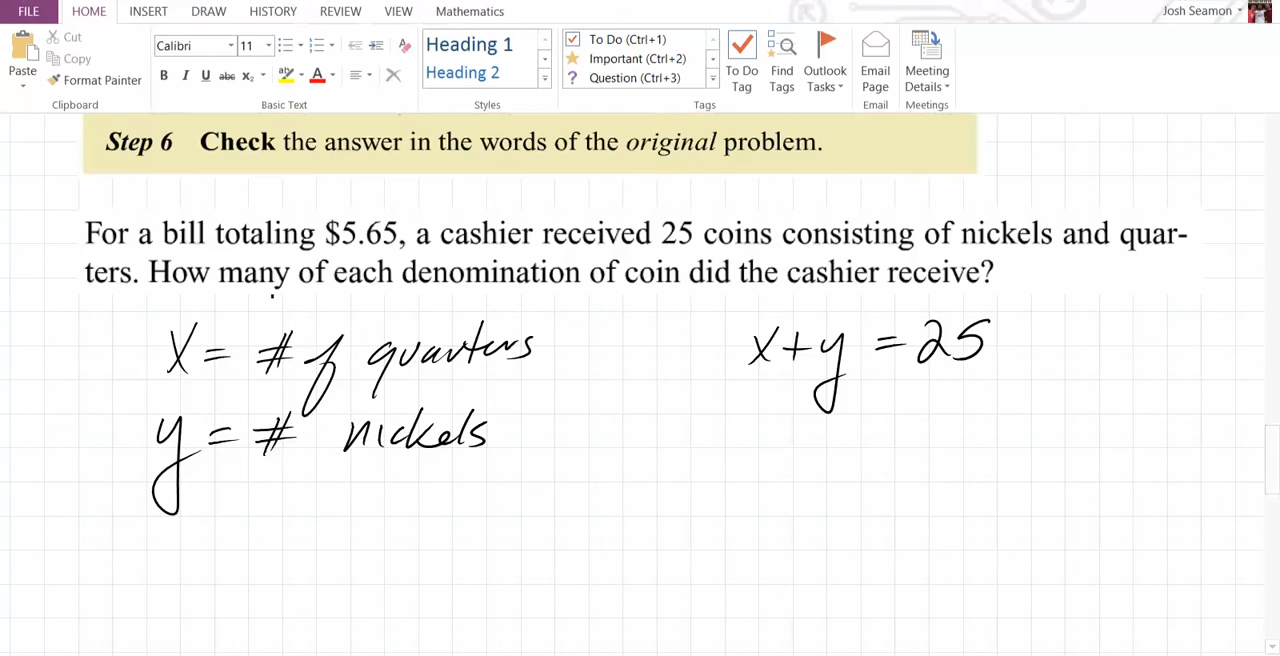 FILE HOME INSERT DRAW HISTORY REVIEW VIEW Mathematics Josh Seamon
Paste Cut Copy Format Painter
Calibri 11
B I U abc X₂ A
Heading 1
Heading 2
To Do (Ctrl+1)
Important (Ctrl+2)
? Question (Ctrl+3)
To Do Tag Find Tags Outlook Tasks Email Page Meeting Details
Clipboard Basic Text Styles Tags Email Meetings
Step 6 Check the answer in the words of the original problem.
For a bill totaling $5.65, a cashier received 25 coins consisting of nickels and quar-
ters. How many of each denomination of coin did the cashier receive?
X = # of quarters x+y = 25
y = # nickels